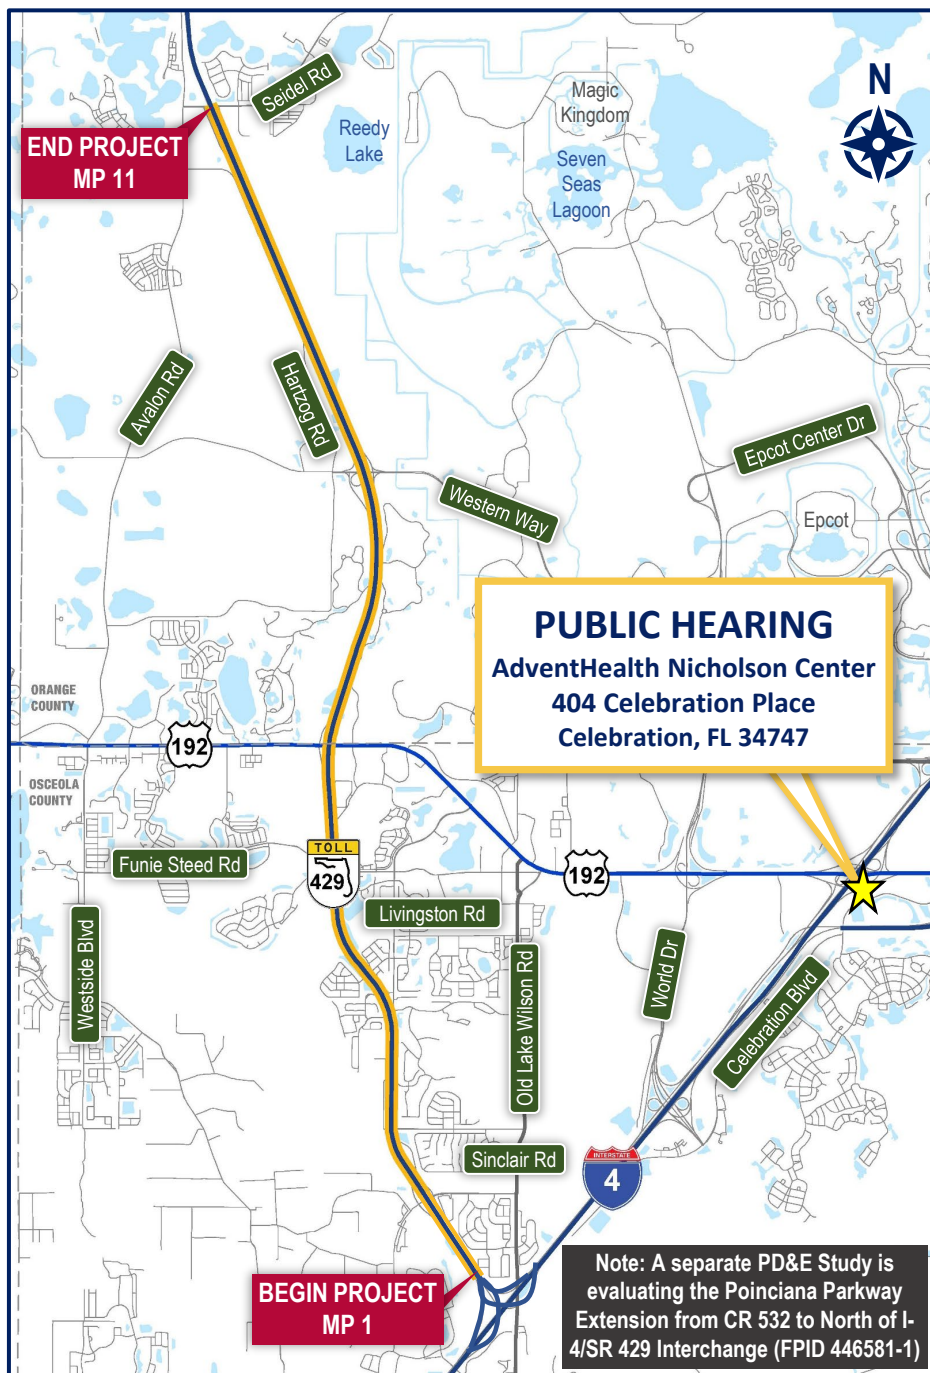 Seidel Rd
Magic
Kingdom
N
END PROJECT
MP 11
Reedy
Lake
Seven
Seas
Lagoon
Avalon Rd
Hartzog Rd
Epcot Center Dr
Western Way
Epcot
PUBLIC HEARING
AdventHealth Nicholson Center
404 Celebration Place
Celebration, FL 34747
ORANGE
COUNTY
192
OSCEOLA
COUNTY
Funie Steed Rd
TOLL
429
192
Livingston Rd
Westside Blvd
Old Lake Wilson Rd
World Dr
Celebration Blvd
Sinclair Rd
INTERSTATE
4
BEGIN PROJECT
MP 1
Note: A separate PD&E Study is
evaluating the Poinciana Parkway
Extension from CR 532 to North of I-
4/SR 429 Interchange (FPID 446581-1)